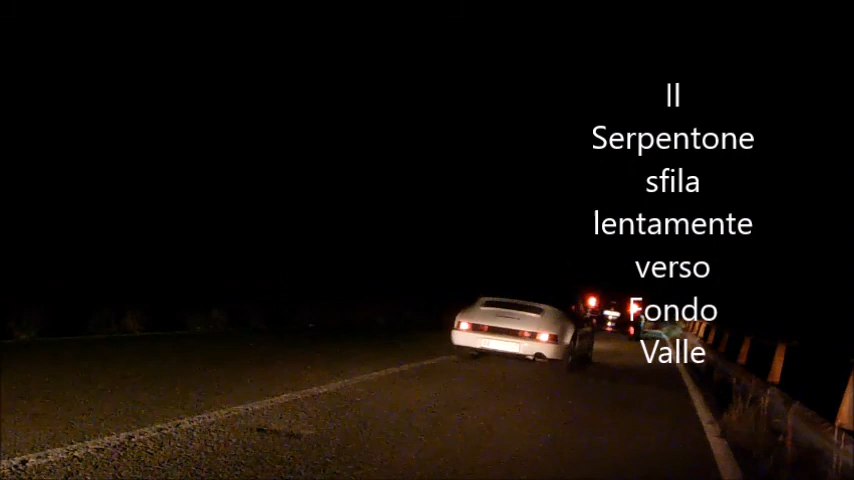 Il
Serpentone
sfila
lentamente
verso
Fondo
Valle